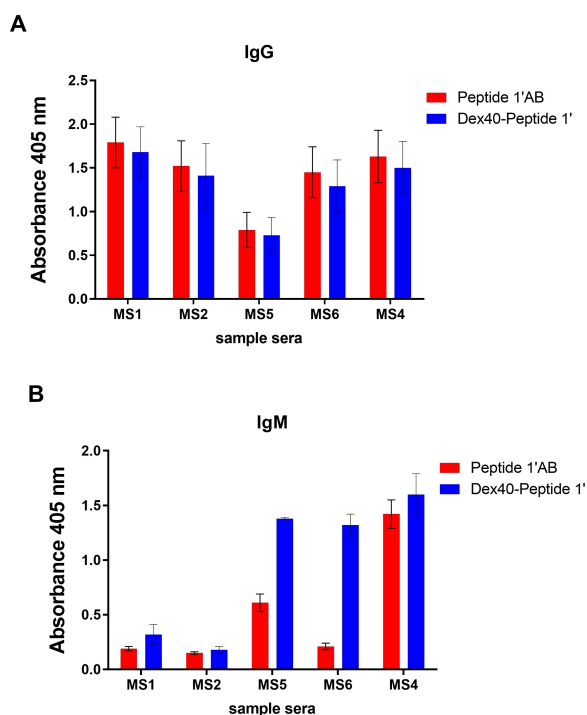 A
IgG
Absorbance 405 nm
2.5
2.0
1.5
1.0
0.5
0.0
MS1 MS2 MS5 MS6 MS4
sample sera
Peptide 1'AB
Dex40-Peptide 1'
B
IgM
Absorbance 405 nm
2.0
1.5
1.0
0.5
0.0
MS1 MS2 MS5 MS6 MS4
sample sera
Peptide 1'AB
Dex40-Peptide 1'